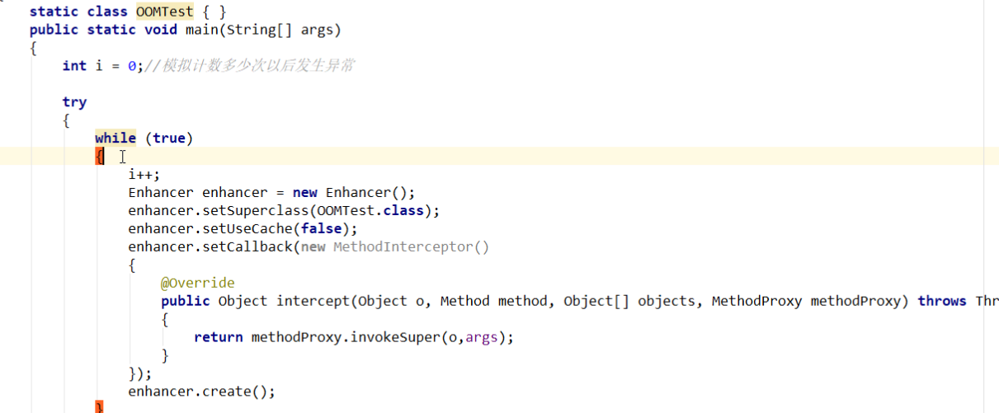 static class OOMTest { }
public static void main(String[] args)
{
int i = 0;//模拟计数多少次以后发生异常
try
{
while (true)
{
i++;
Enhancer enhancer = new Enhancer();
enhancer.setSuperclass(OOMTest.class);
enhancer.setUseCache(false);
enhancer.setCallback(new MethodInterceptor()
{
@Override
public Object intercept(Object o, Method method, Object[] objects, MethodProxy methodProxy) throws Thr
{
return methodProxy.invokeSuper(o,args);
}
});
enhancer.create();
}